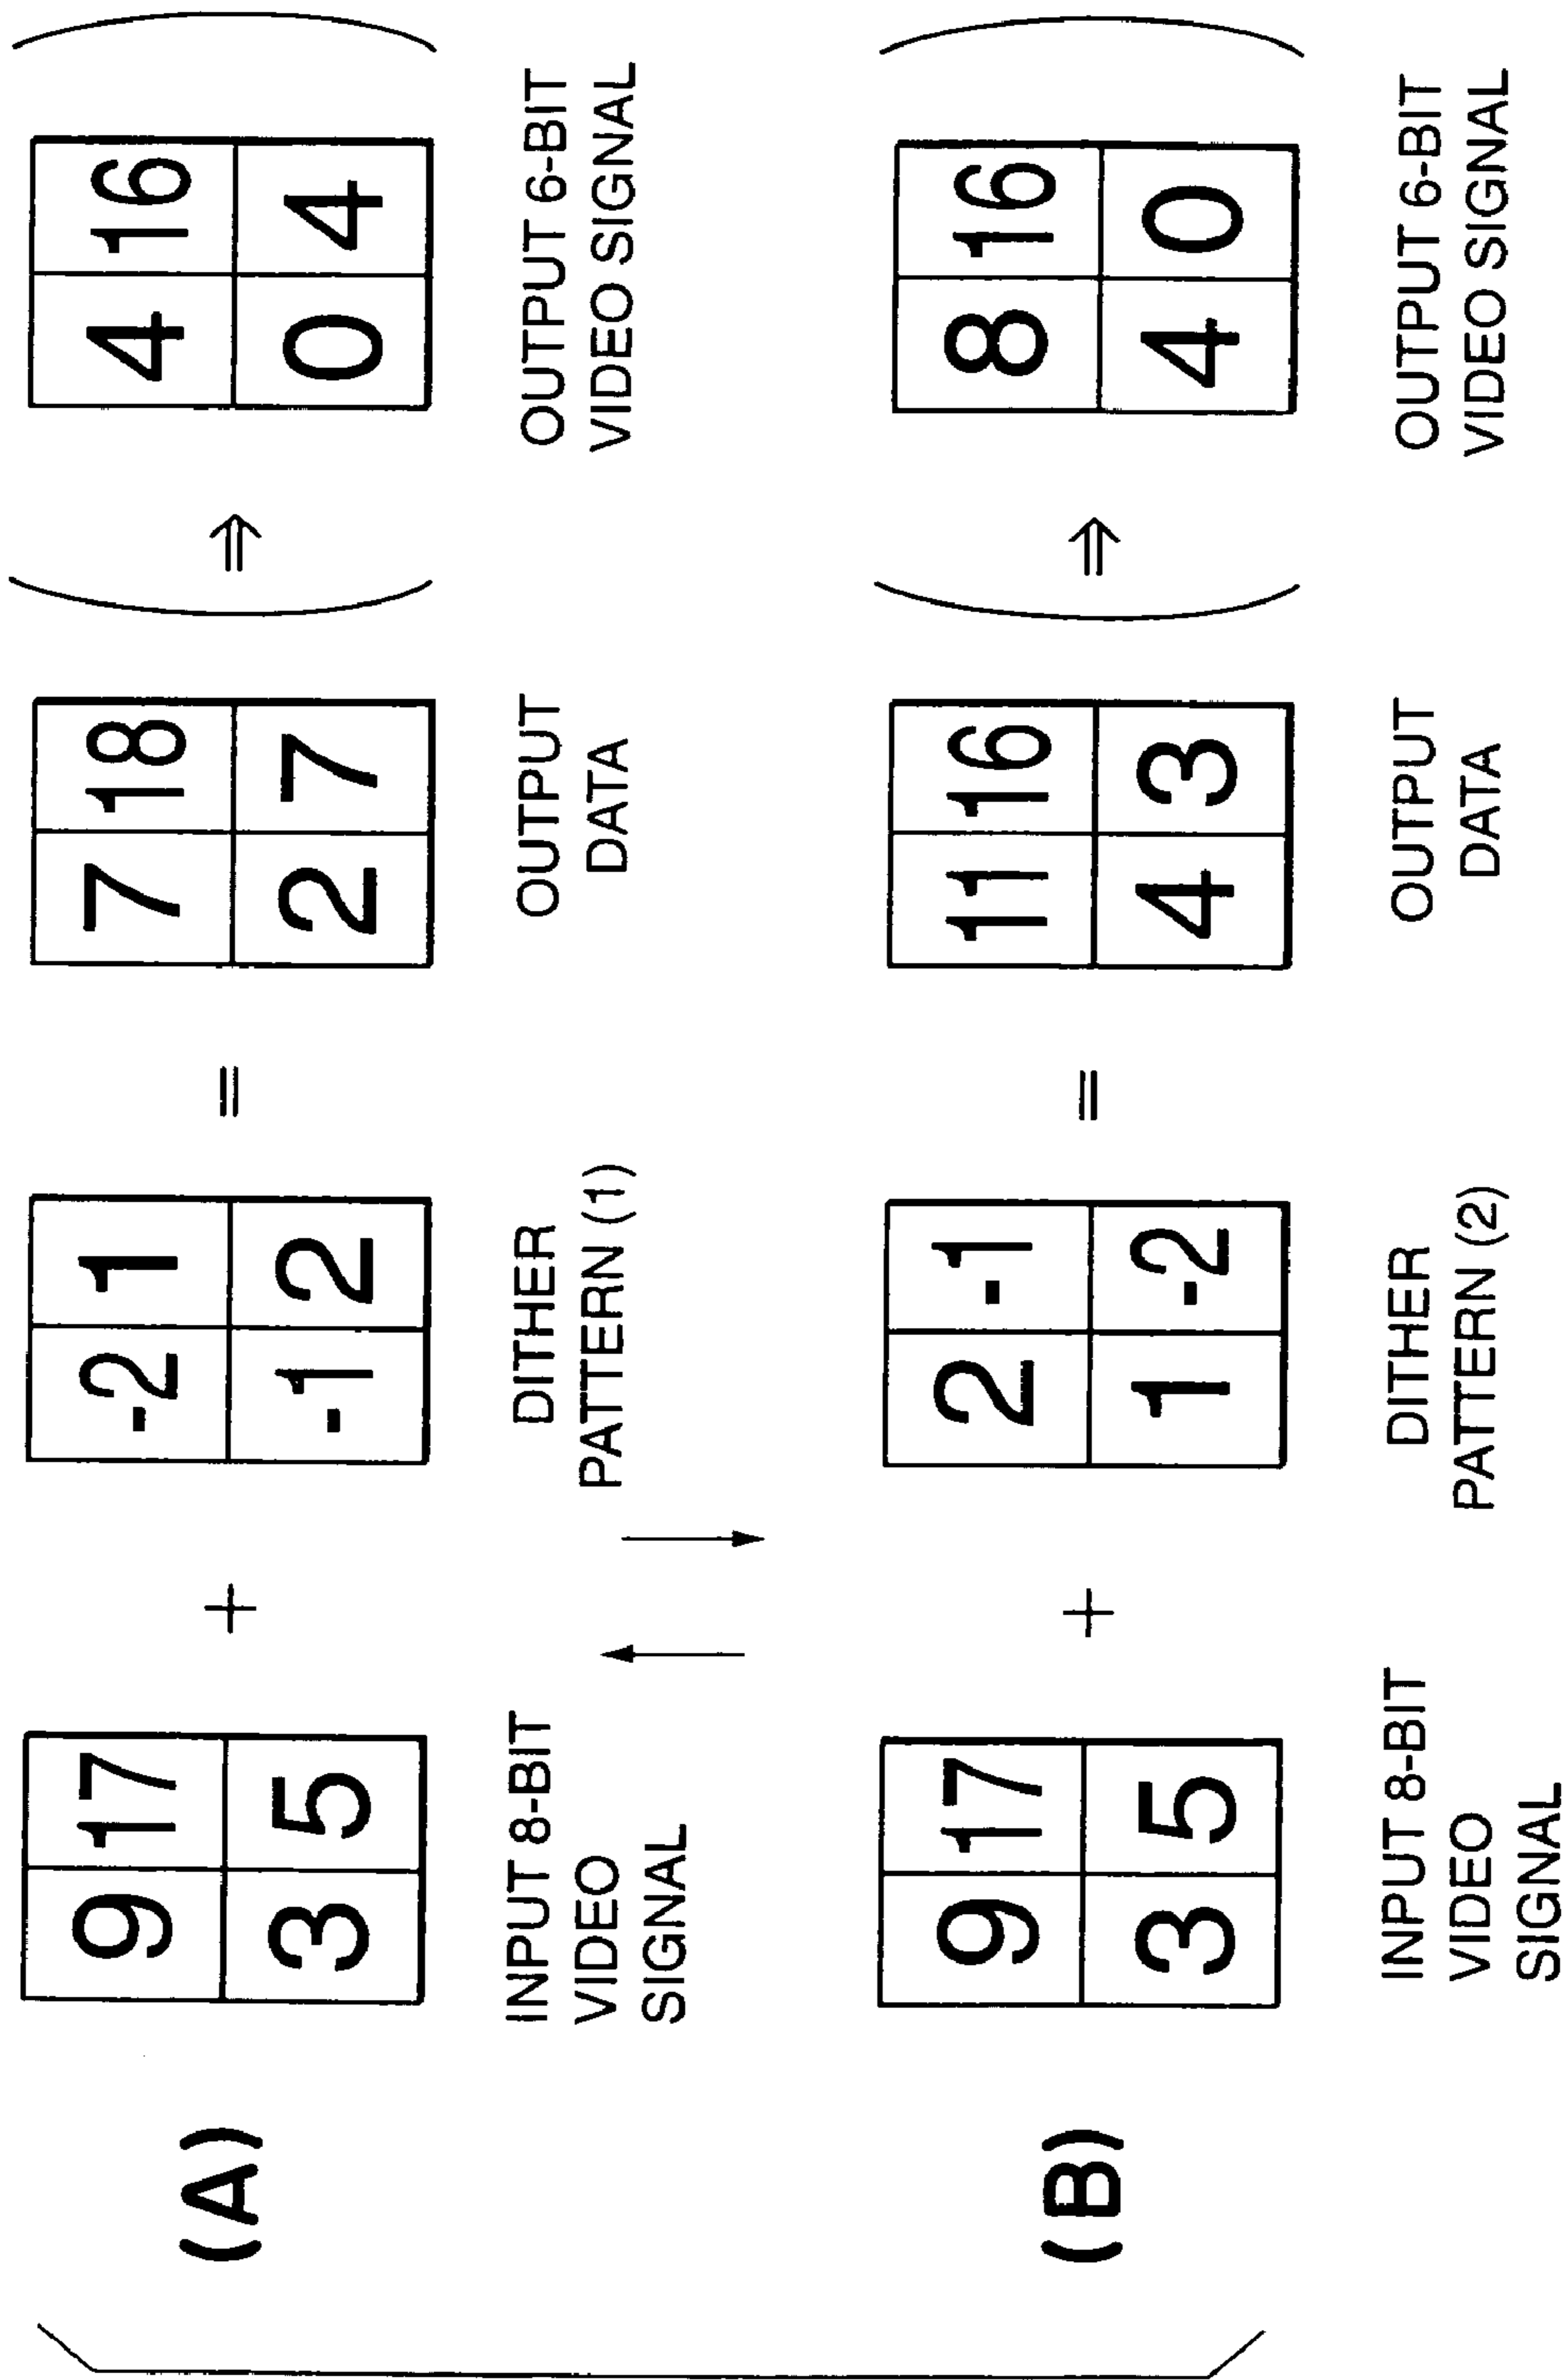 (A)
9 17 -2 1 7 18 4 16
+ = ⇒ ( )
3 5 -1 2 2 7 0 4
INPUT 8-BIT
VIDEO
SIGNAL
DITHER
PATTERN (1)
OUTPUT
DATA
OUTPUT 6-BIT
VIDEO SIGNAL
(B)
9 17 2 -1 11 16 8 16
+ = ⇒ ( )
3 5 1 -2 4 3 4 0
INPUT 8-BIT
VIDEO
SIGNAL
DITHER
PATTERN (2)
OUTPUT
DATA
OUTPUT 6-BIT
VIDEO SIGNAL